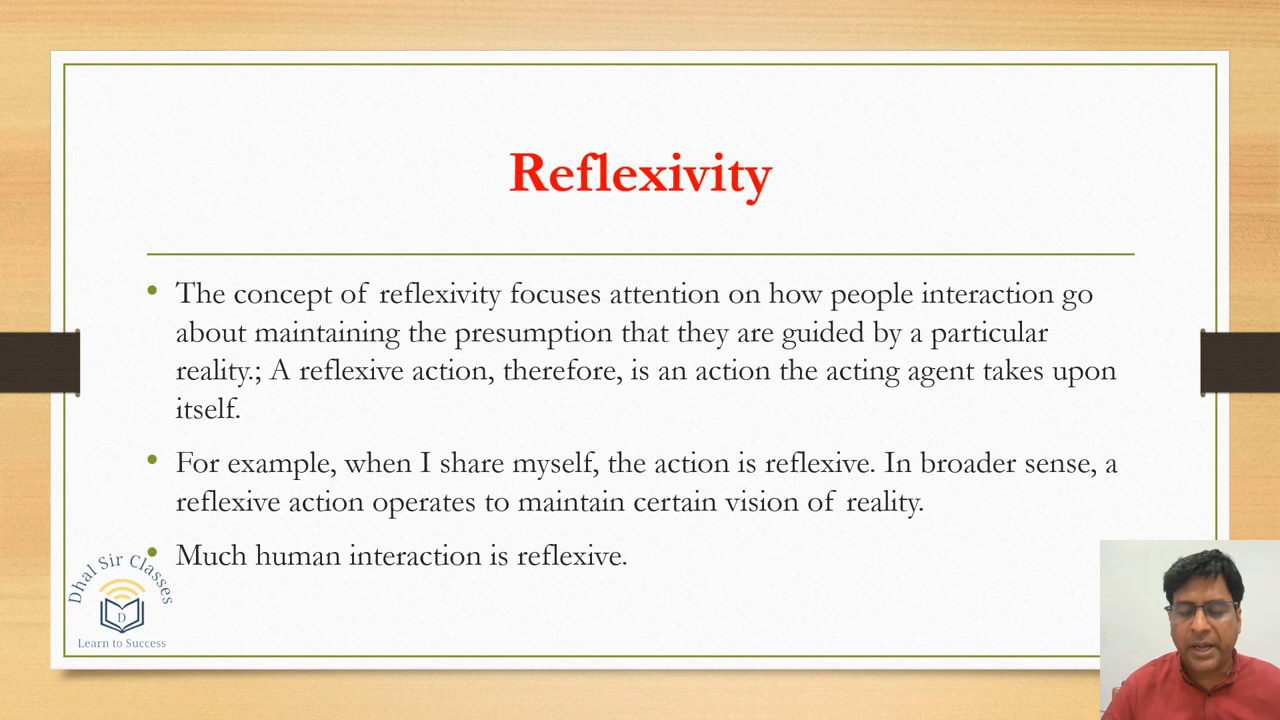 Reflexivity
• The concept of reflexivity focuses attention on how people interaction go
about maintaining the presumption that they are guided by a particular
reality.; A reflexive action, therefore, is an action the acting agent takes upon
itself.
• For example, when I share myself, the action is reflexive. In broader sense, a
reflexive action operates to maintain certain vision of reality.
• Much human interaction is reflexive.
Dhal Sir Classes
D
Learn to Success